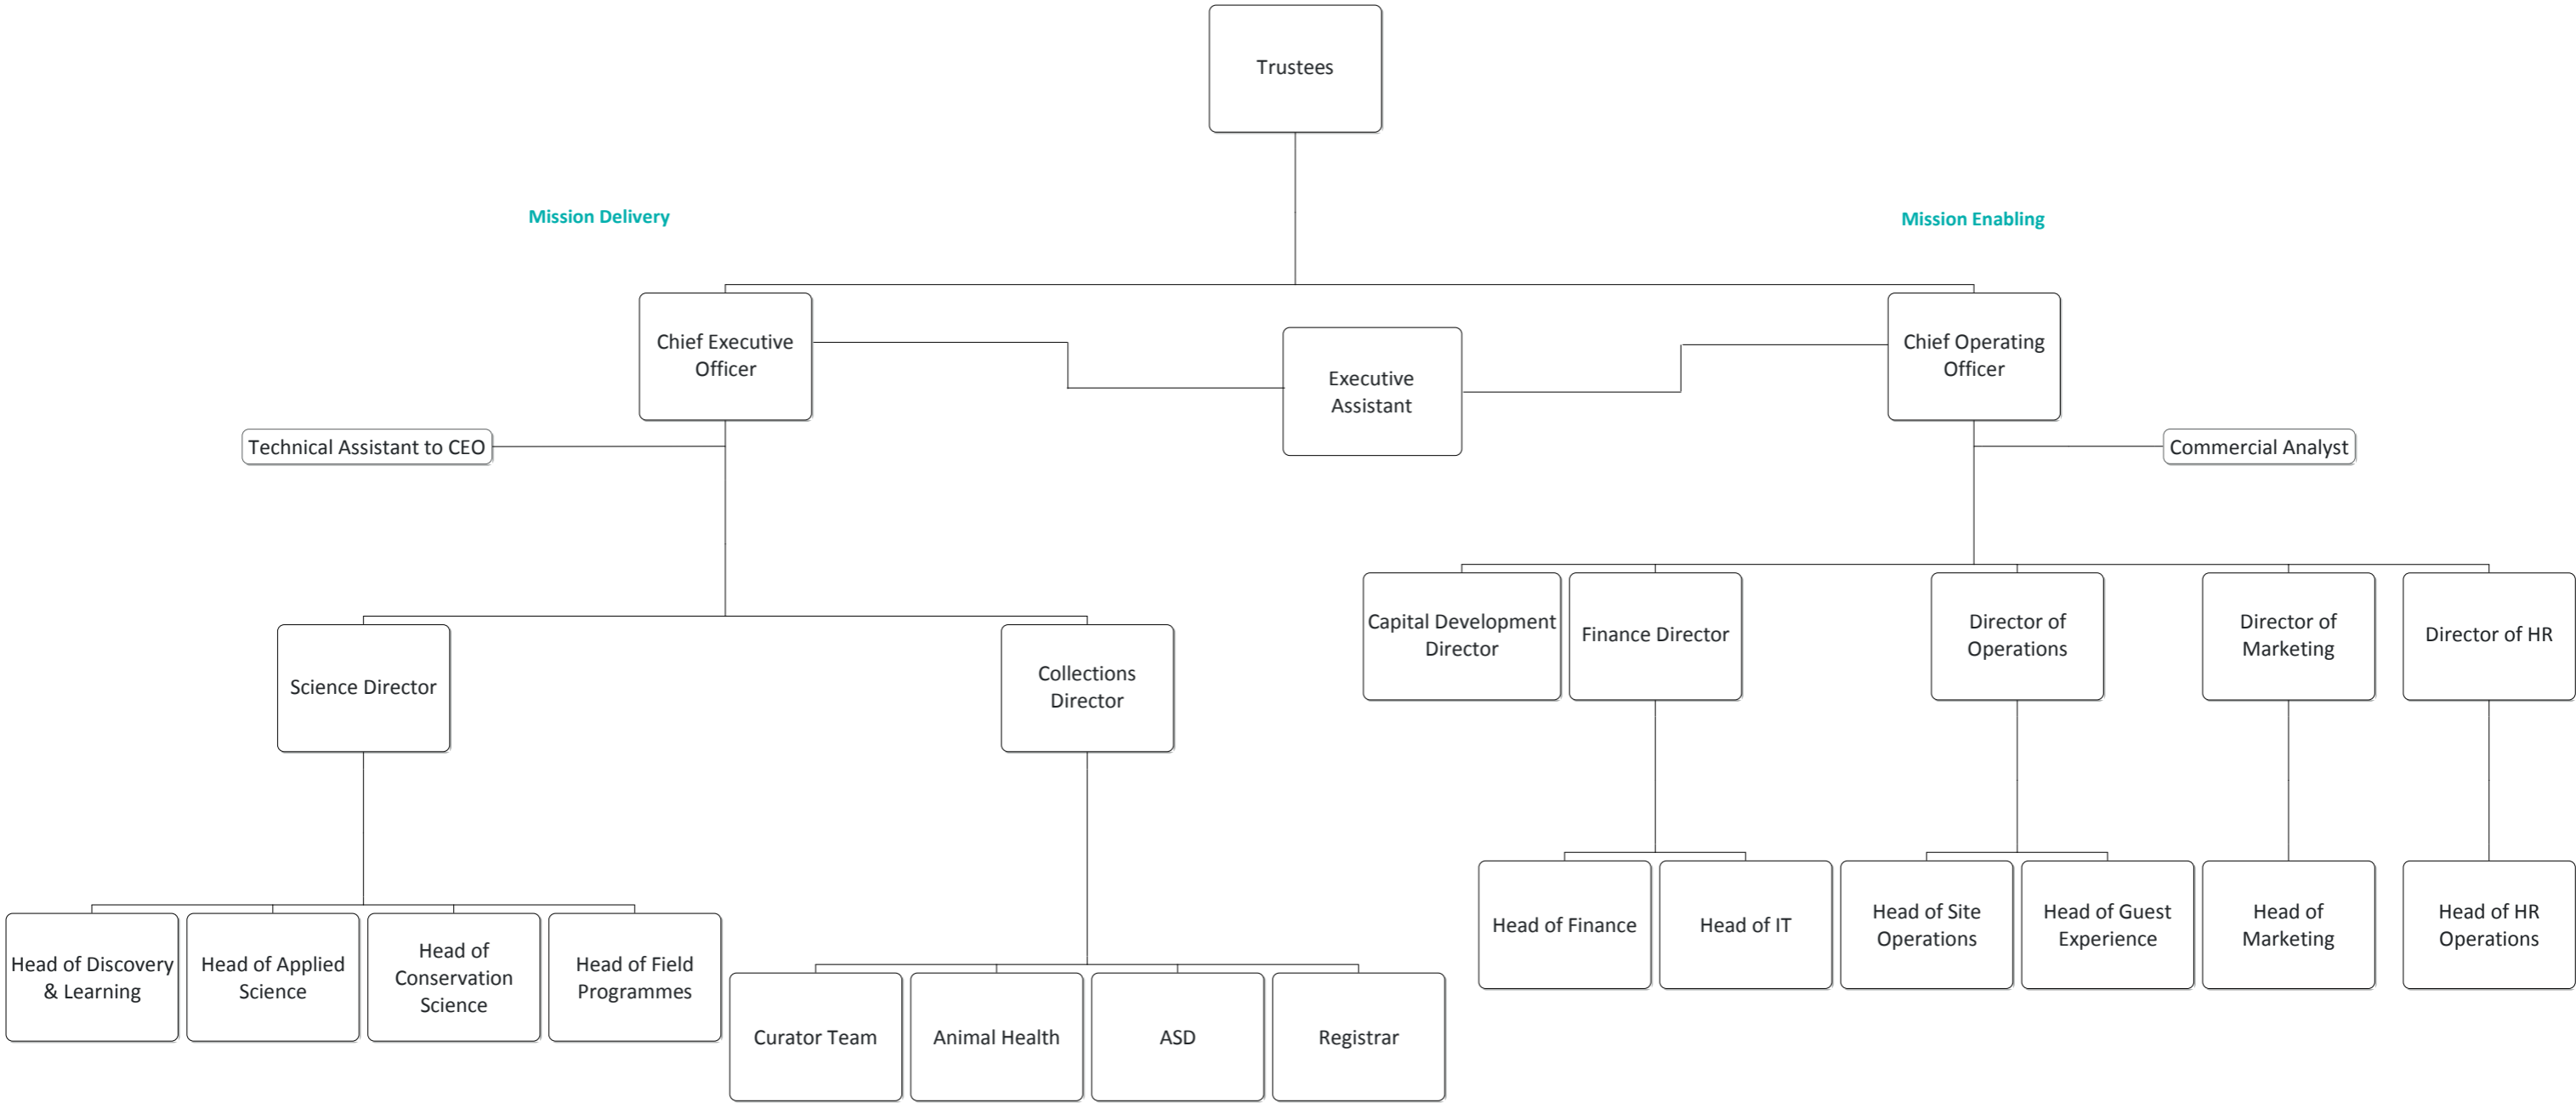 Trustees
Mission Delivery
Mission Enabling
Chief Executive
Officer
Executive
Assistant
Chief Operating
Officer
Technical Assistant to CEO
Commercial Analyst
Science Director
Collections
Director
Capital Development
Director
Finance Director
Director of
Operations
Director of
Marketing
Director of HR
Head of Discovery
& Learning
Head of Applied
Science
Head of
Conservation
Science
Head of Field
Programmes
Curator Team
Animal Health
ASD
Registrar
Head of Finance
Head of IT
Head of Site
Operations
Head of Guest
Experience
Head of
Marketing
Head of HR
Operations